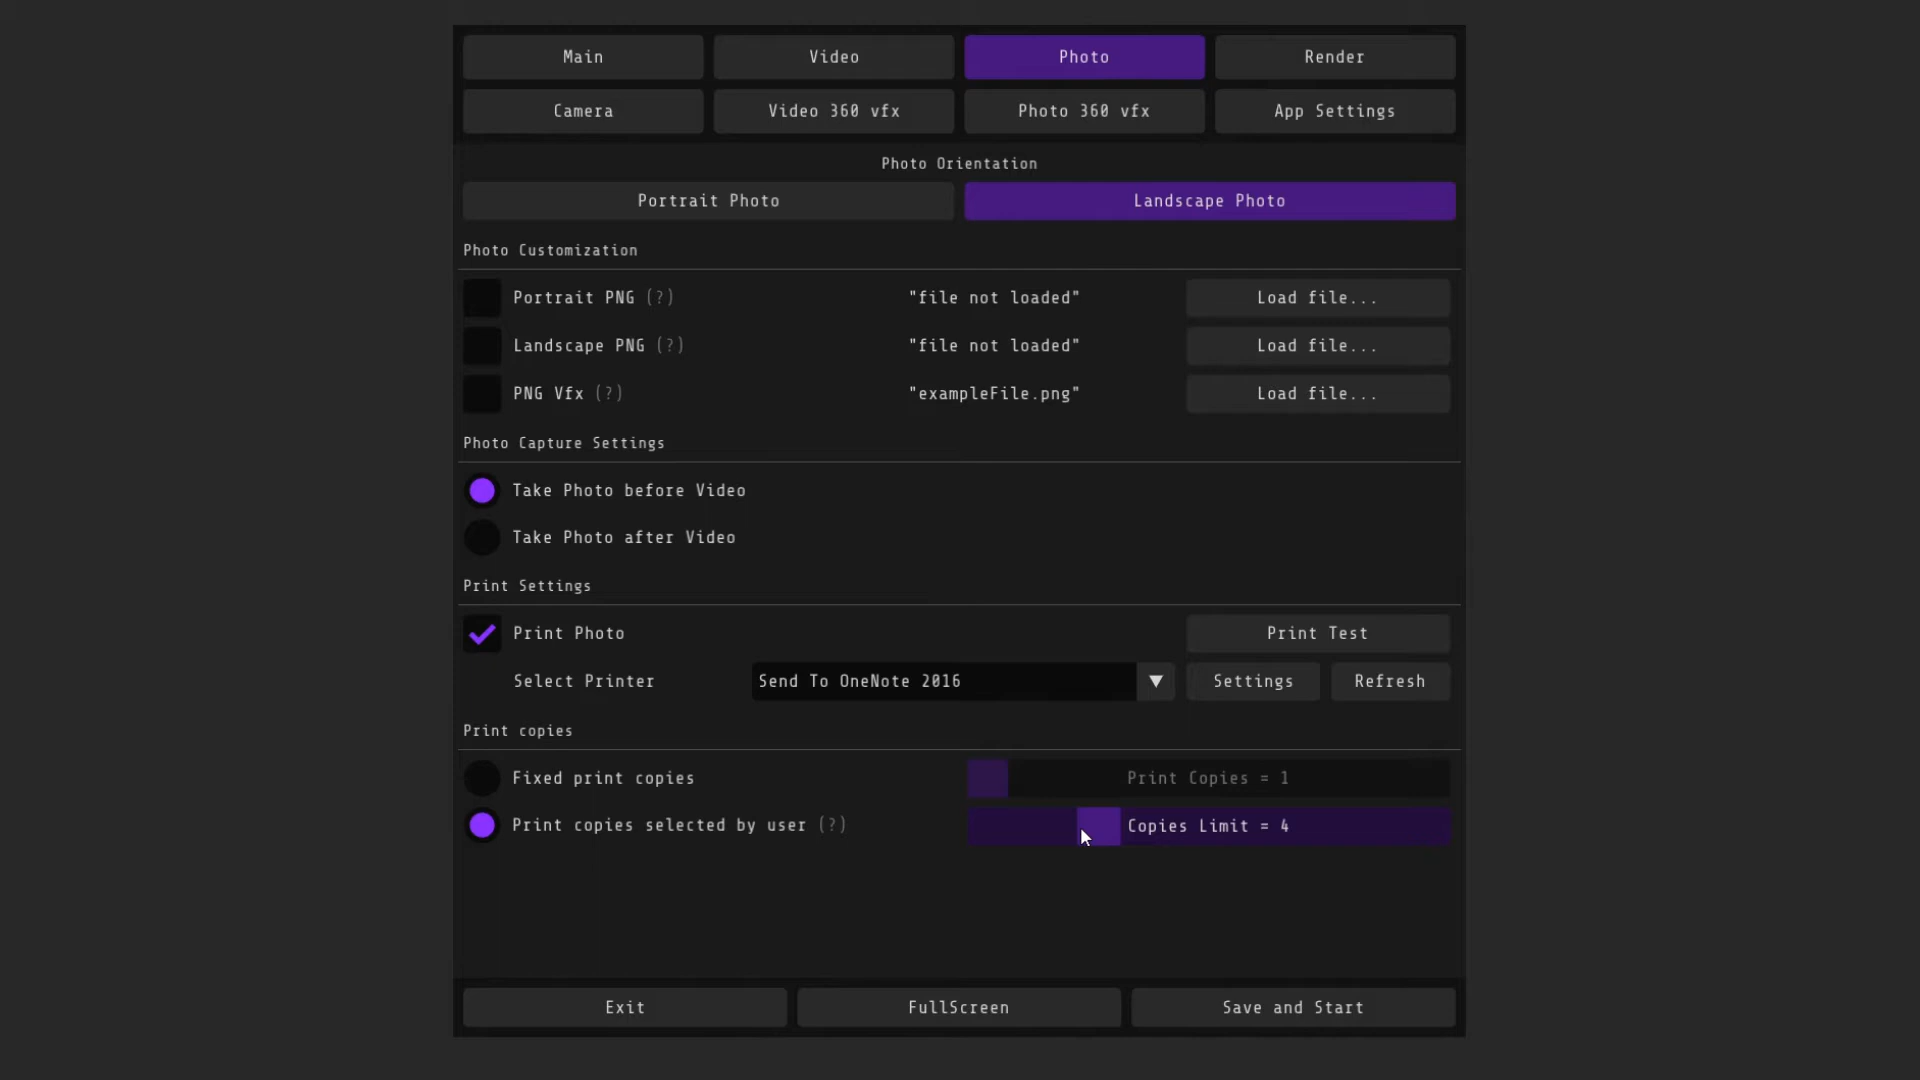 Main Video Photo Render
Camera Video 360 vfx Photo 360 vfx App Settings
Photo Orientation
Portrait Photo Landscape Photo
Photo Customization
Portrait PNG (?) "file not loaded" Load file...
Landscape PNG (?) "file not loaded" Load file...
PNG Vfx (?) "exampleFile.png" Load file...
Photo Capture Settings
Take Photo before Video
Take Photo after Video
Print Settings
Print Photo Print Test
Select Printer Send To OneNote 2016 Settings Refresh
Print copies
Fixed print copies Print Copies = 1
Print copies selected by user (?) Copies Limit = 4
Exit FullScreen Save and Start